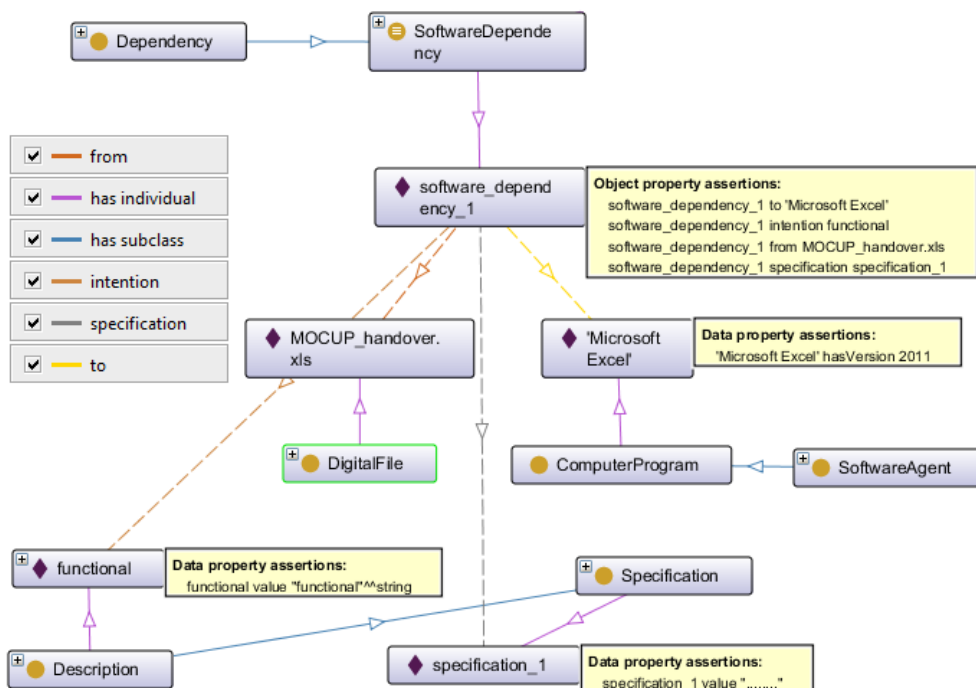 Dependency
SoftwareDepende
ncy
from
has individual
has subclass
intention
specification
to
software_depend
ency_1
Object property assertions:
software_dependency_1 to 'Microsoft Excel'
software_dependency_1 intention functional
software_dependency_1 from MOCUP_handover.xls
software_dependency_1 specification specification_1
MOCUP_handover.
xls
'Microsoft
Excel'
Data property assertions:
'Microsoft Excel' hasVersion 2011
DigitalFile
ComputerProgram
SoftwareAgent
functional
Data property assertions:
functional value "functional"^^string
Specification
Description
specification_1
Data property assertions:
specification_1 value "........"